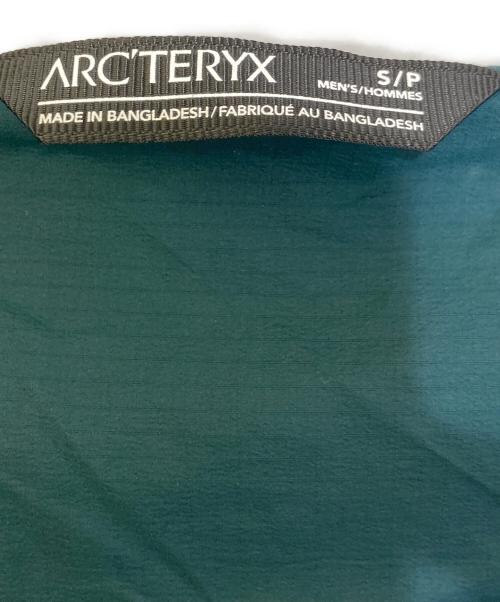 ARC'TERYX
S/P
MEN'S/HOMMES
MADE IN BANGLADESH/FABRIQUÉ AU BANGLADESH